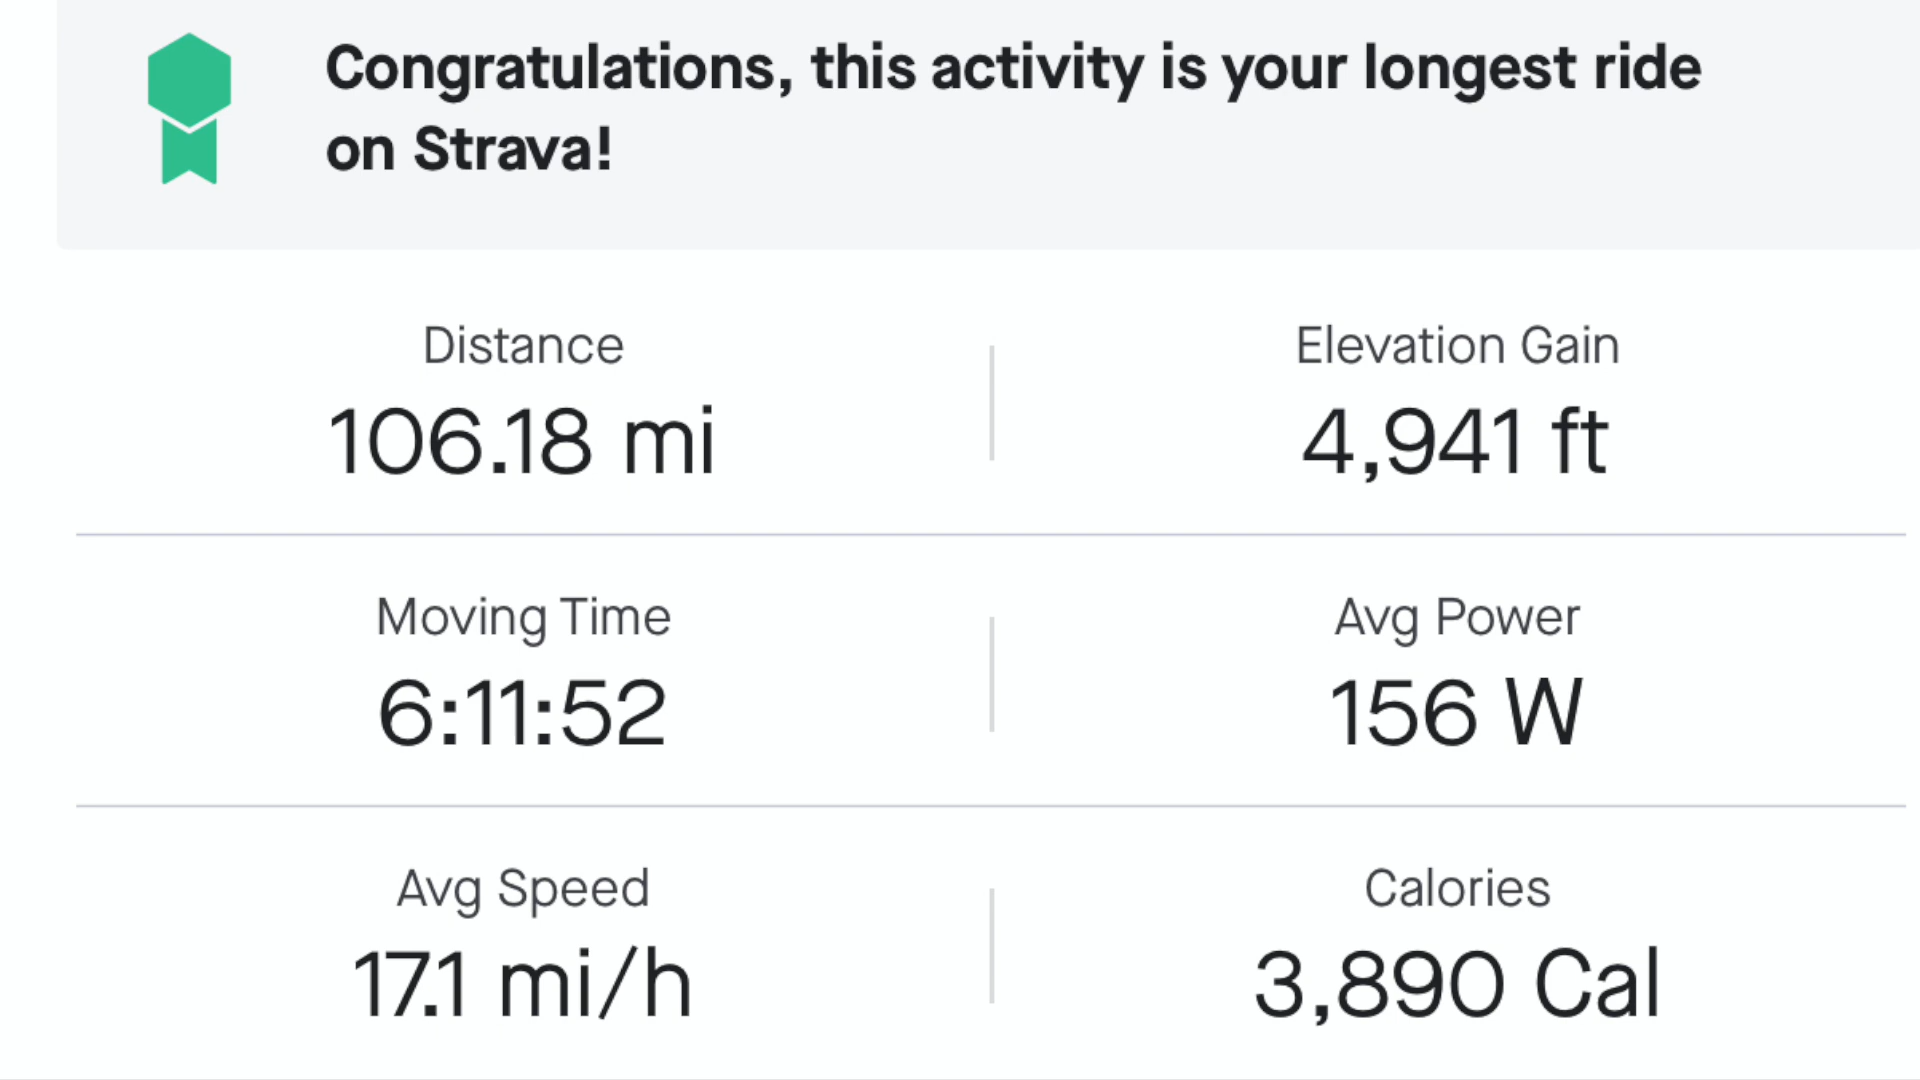 Congratulations, this activity is your longest ride
on Strava!
Distance
106.18 mi
Elevation Gain
4,941 ft
Moving Time
6:11:52
Avg Power
156 W
Avg Speed
17.1 mi/h
Calories
3,890 Cal